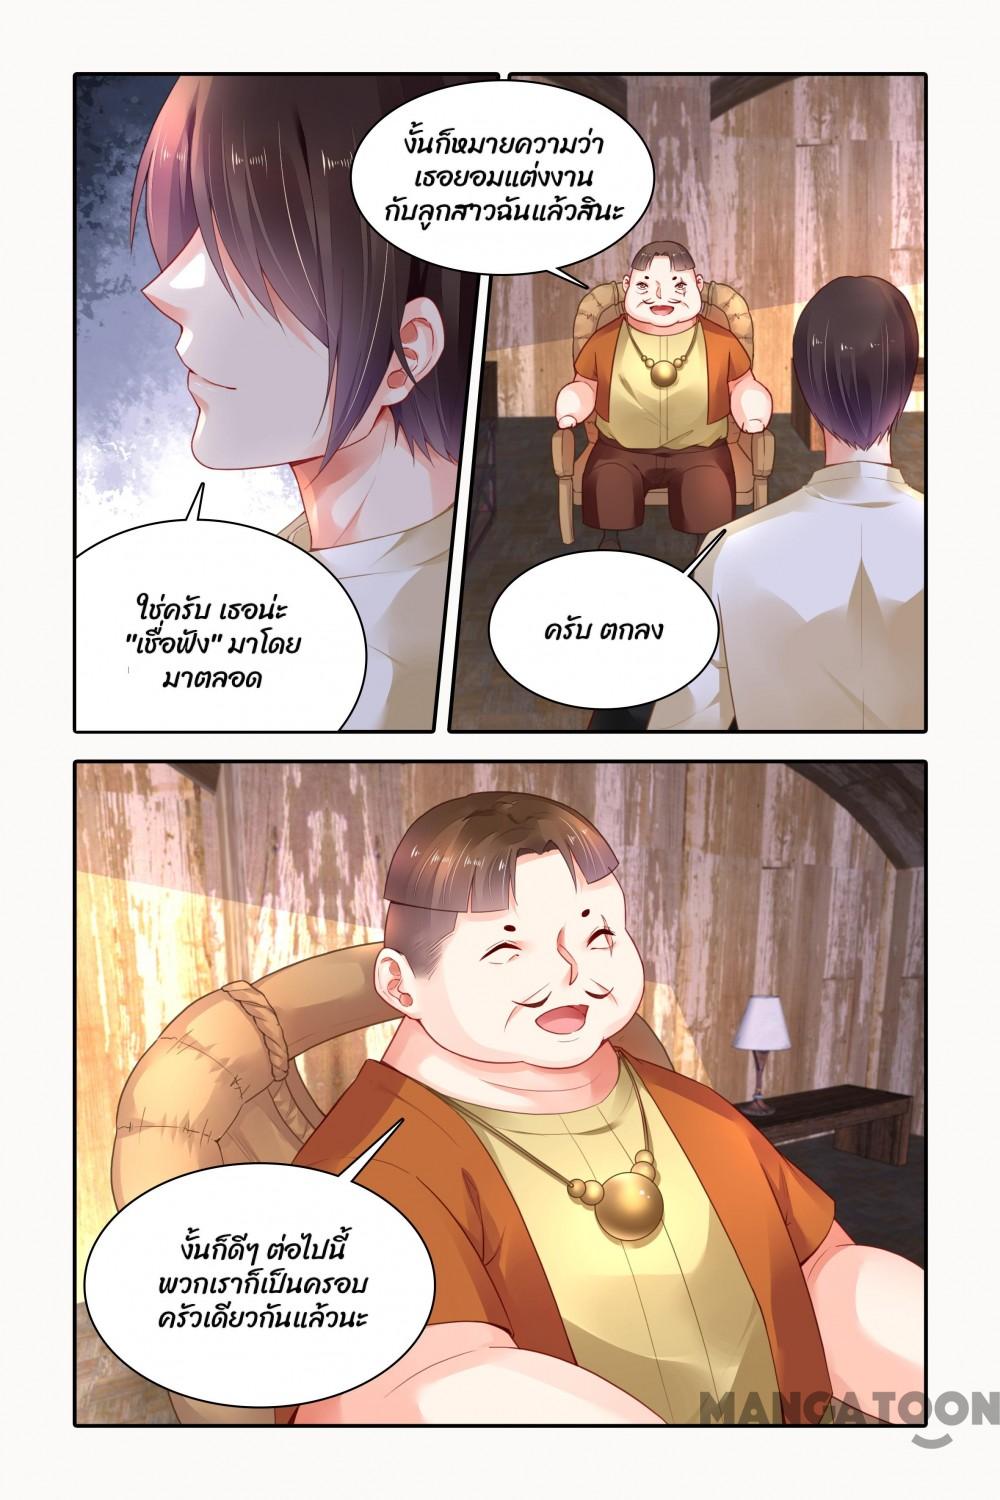 ใช่ครับ เธอน่ะ
"เชื่อฟัง" มาโดย
มาตลอด
งั้นก็หมายความว่า
เธอยอมแต่งงาน
กับลูกสาวฉันแล้วสินะ
ครับ ตกลง
งั้นก็ดีๆ ต่อไปนี้
พวกเราก็เป็นครอบ
ครัวเดียวกันแล้วนะ
MANGATOON